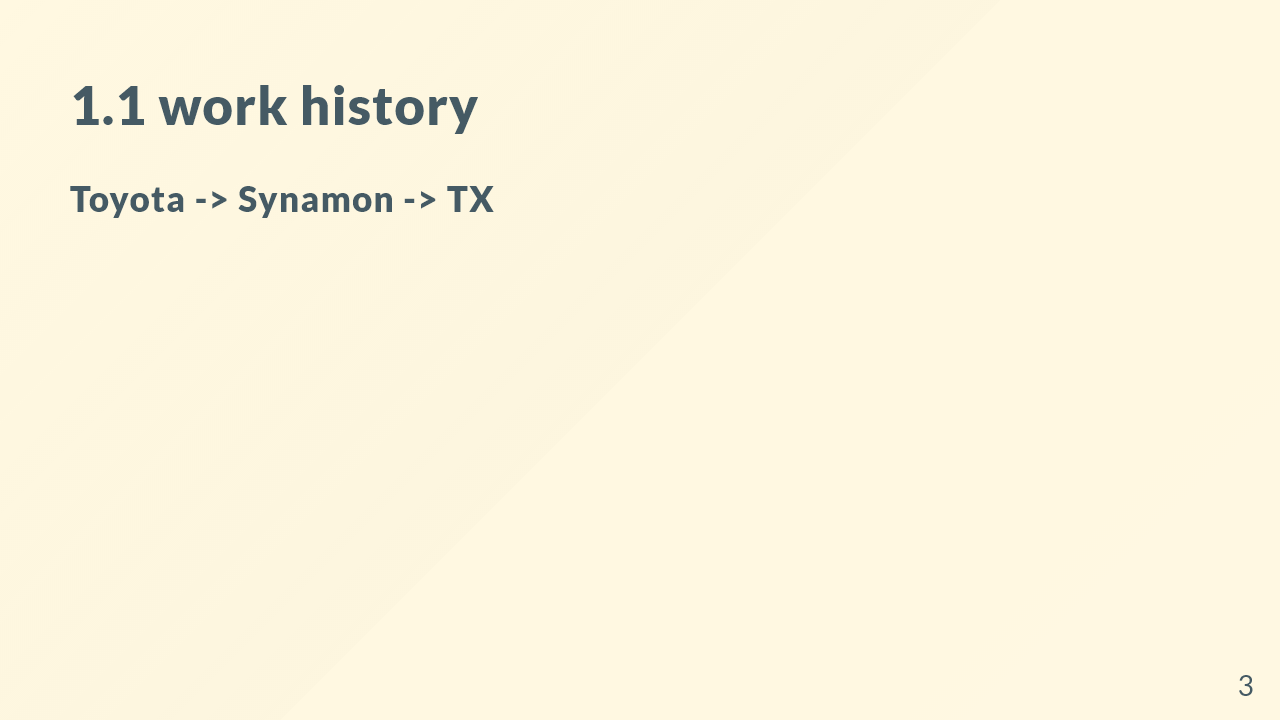 1.1 work history
Toyota -> Synamon -> TX
3